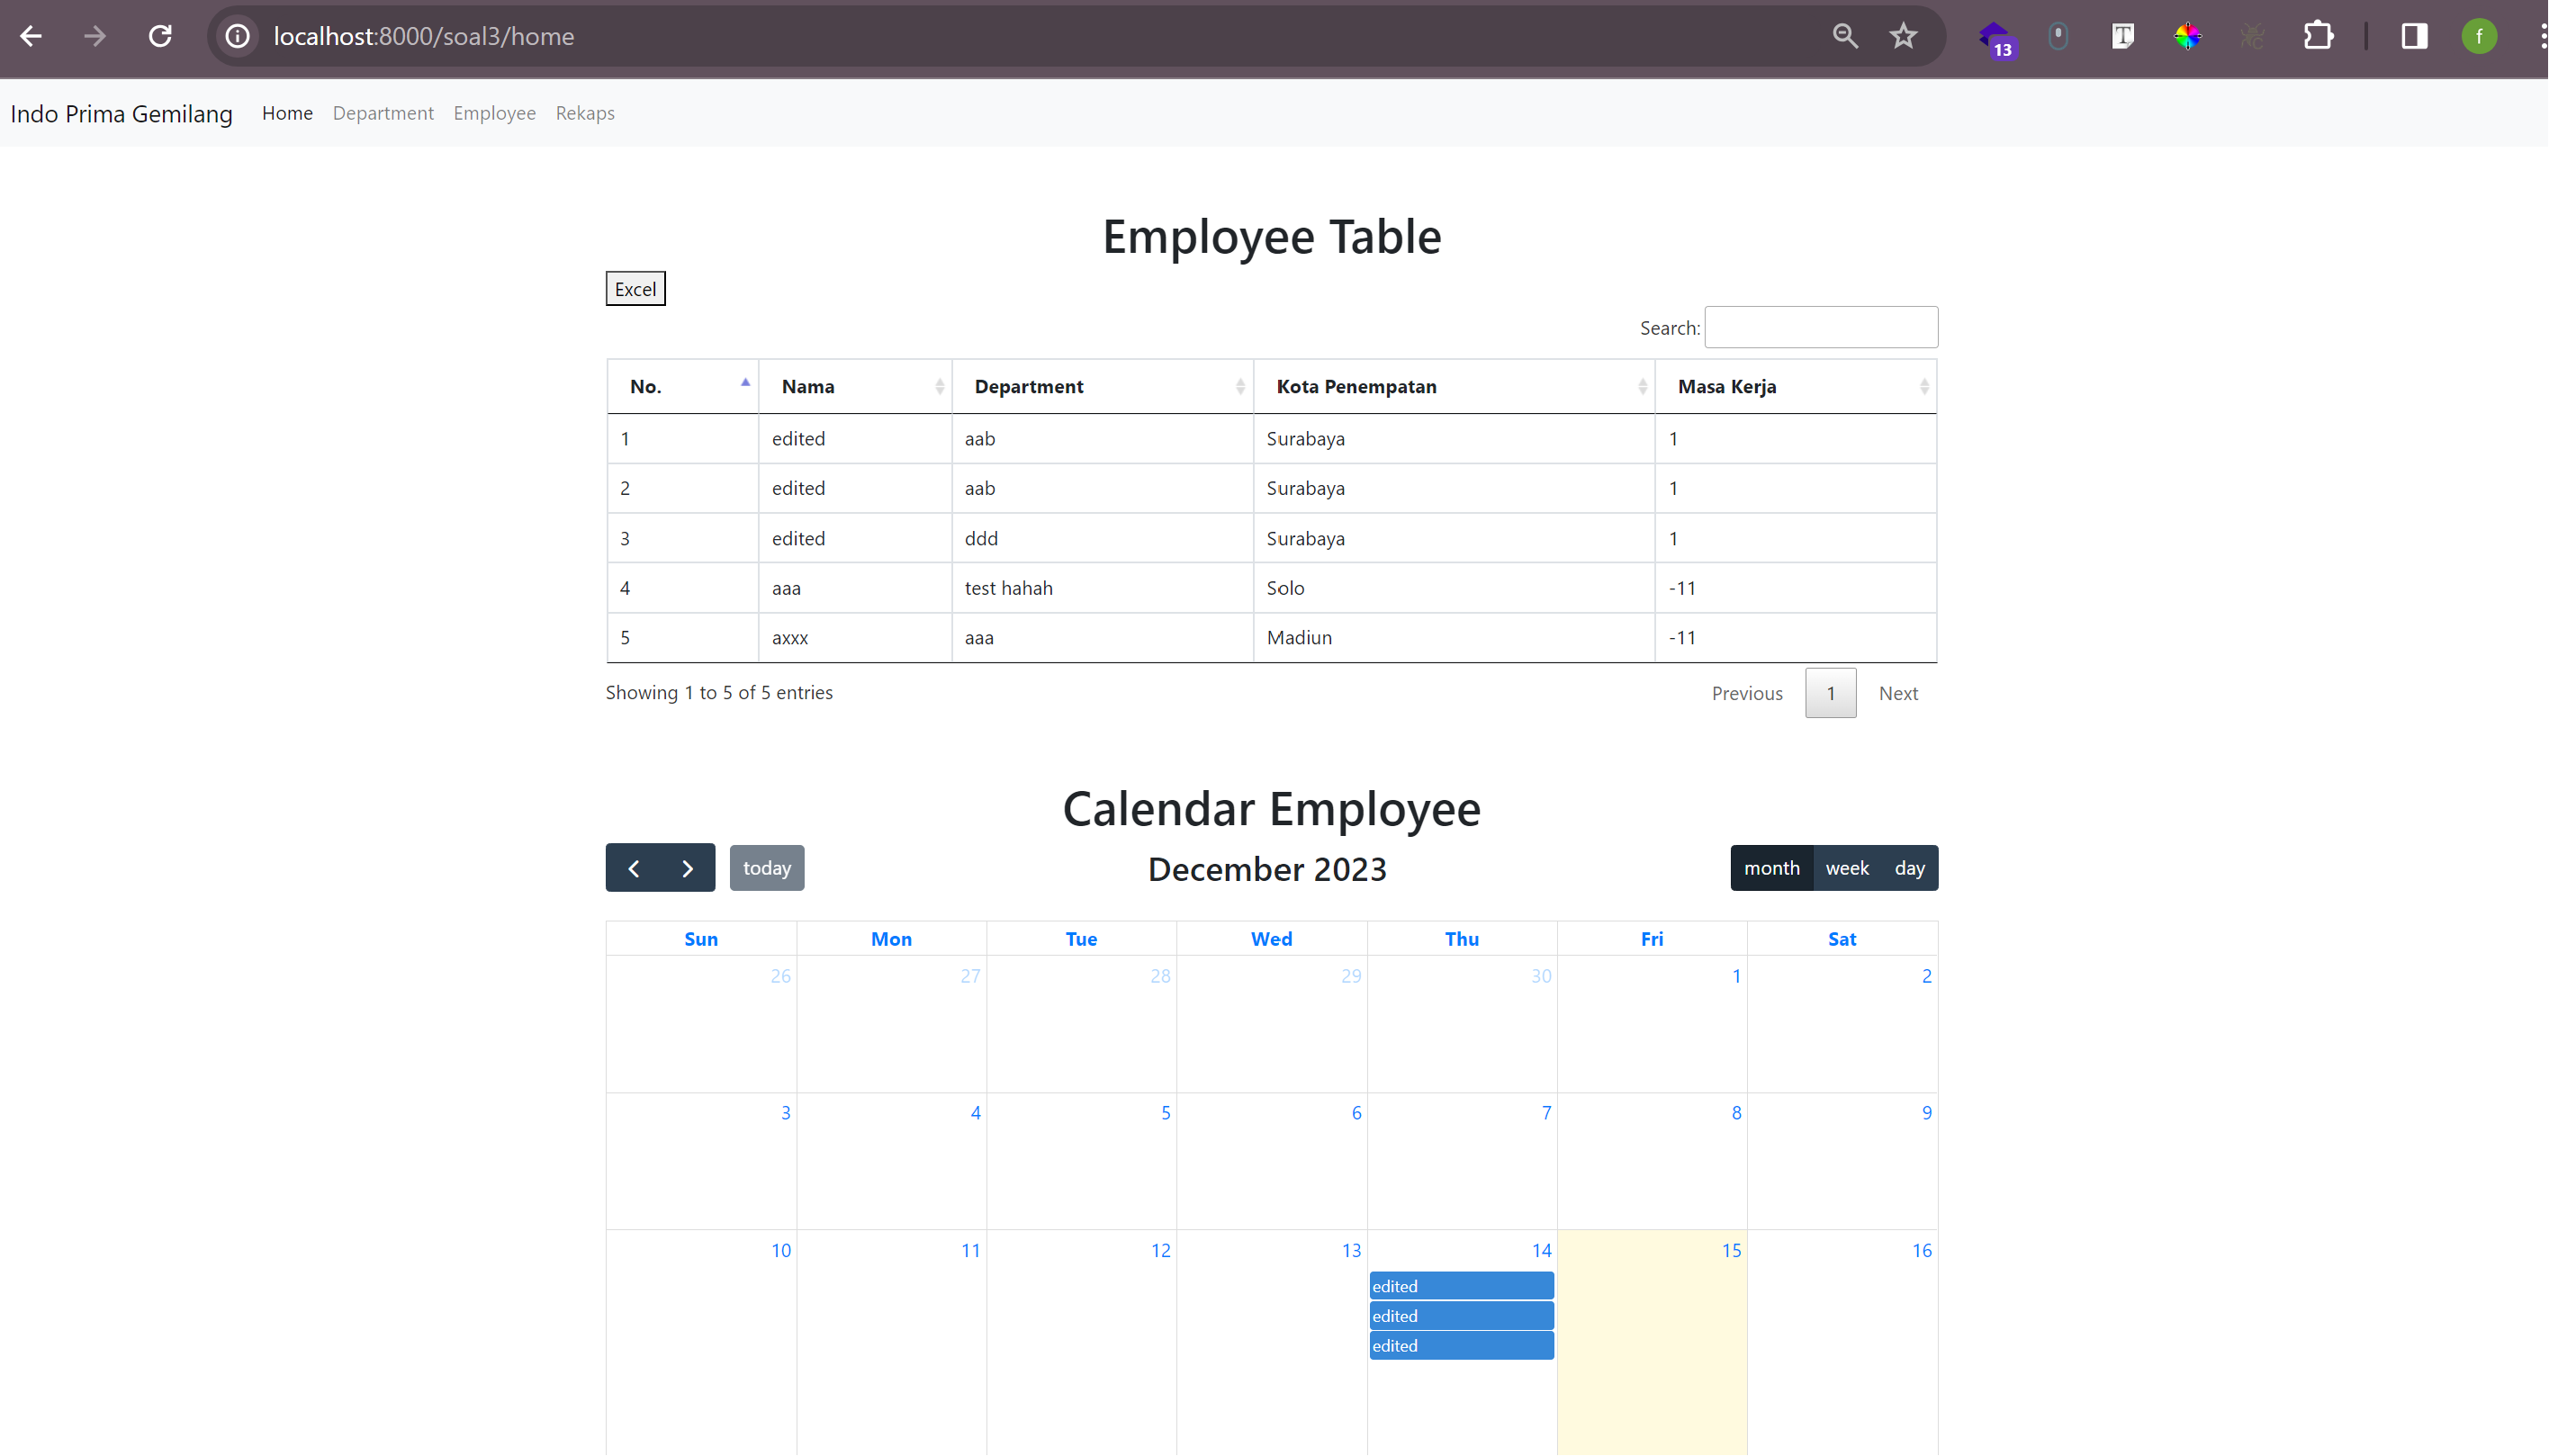 localhost:8000/soal3/home
13
T
f
Indo Prima Gemilang Home Department Employee Rekaps
Employee Table
Excel
Search:
No. Nama Department Kota Penempatan Masa Kerja
1 edited aab Surabaya 1
2 edited aab Surabaya 1
3 edited ddd Surabaya 1
4 aaa test hahah Solo -11
5 axxx aaa Madiun -11
Showing 1 to 5 of 5 entries
Previous 1 Next
Calendar Employee
today December 2023 month week day
Sun Mon Tue Wed Thu Fri Sat
26 27 28 29 30 1 2
3 4 5 6 7 8 9
10 11 12 13 14 15 16
edited
edited
edited